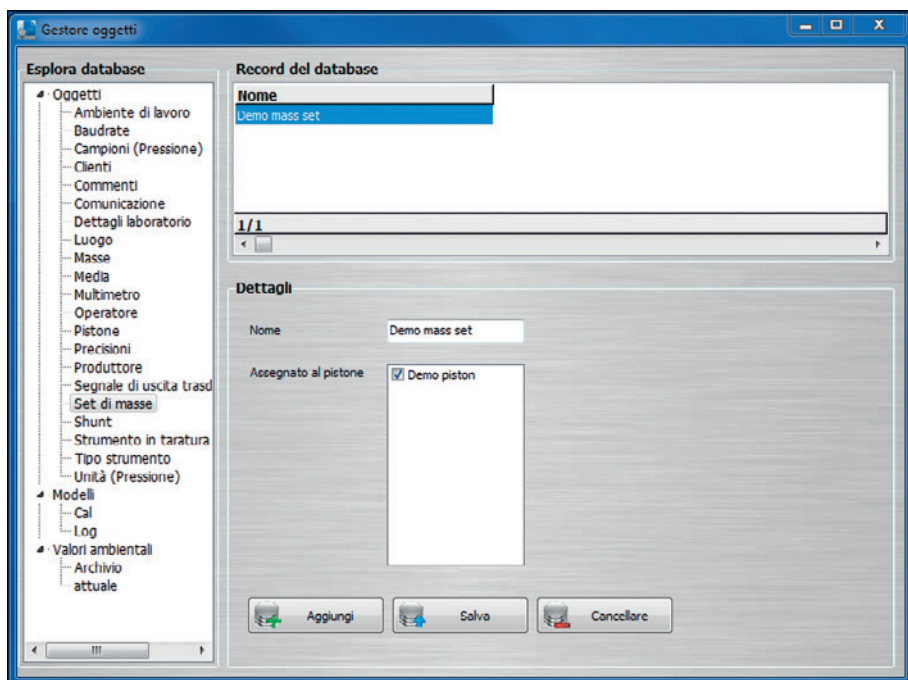 Gestore oggetti
Esplora database
Oggetti
Ambiente di lavoro
Baudrate
Campioni (Pressione)
Clienti
Commenti
Comunicazione
Dettagli laboratorio
Luogo
Masse
Media
Multimetro
Operatore
Pistone
Precisioni
Produttore
Segnale di uscita trasd
Set di masse
Shunt
Strumento in taratura
Tipo strumento
Unità (Pressione)
Modelli
Cal
Log
Valori ambientali
Archivio
attuale
Record del database
Nome
Demo mass set
1/1
Dettagli
Nome Demo mass set
Assegnato al pistone Demo piston
Aggiungi Salva Cancellare